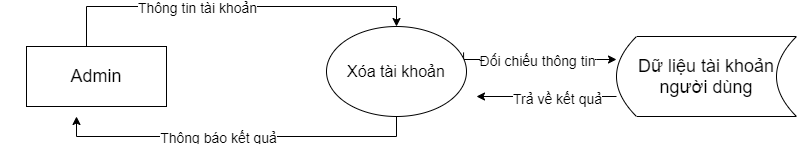 Thông tin tài khoản
Admin
Xóa tài khoản
Đối chiếu thông tin
Dữ liệu tài khoản
người dùng
Trả về kết quả
Thông báo kết quả